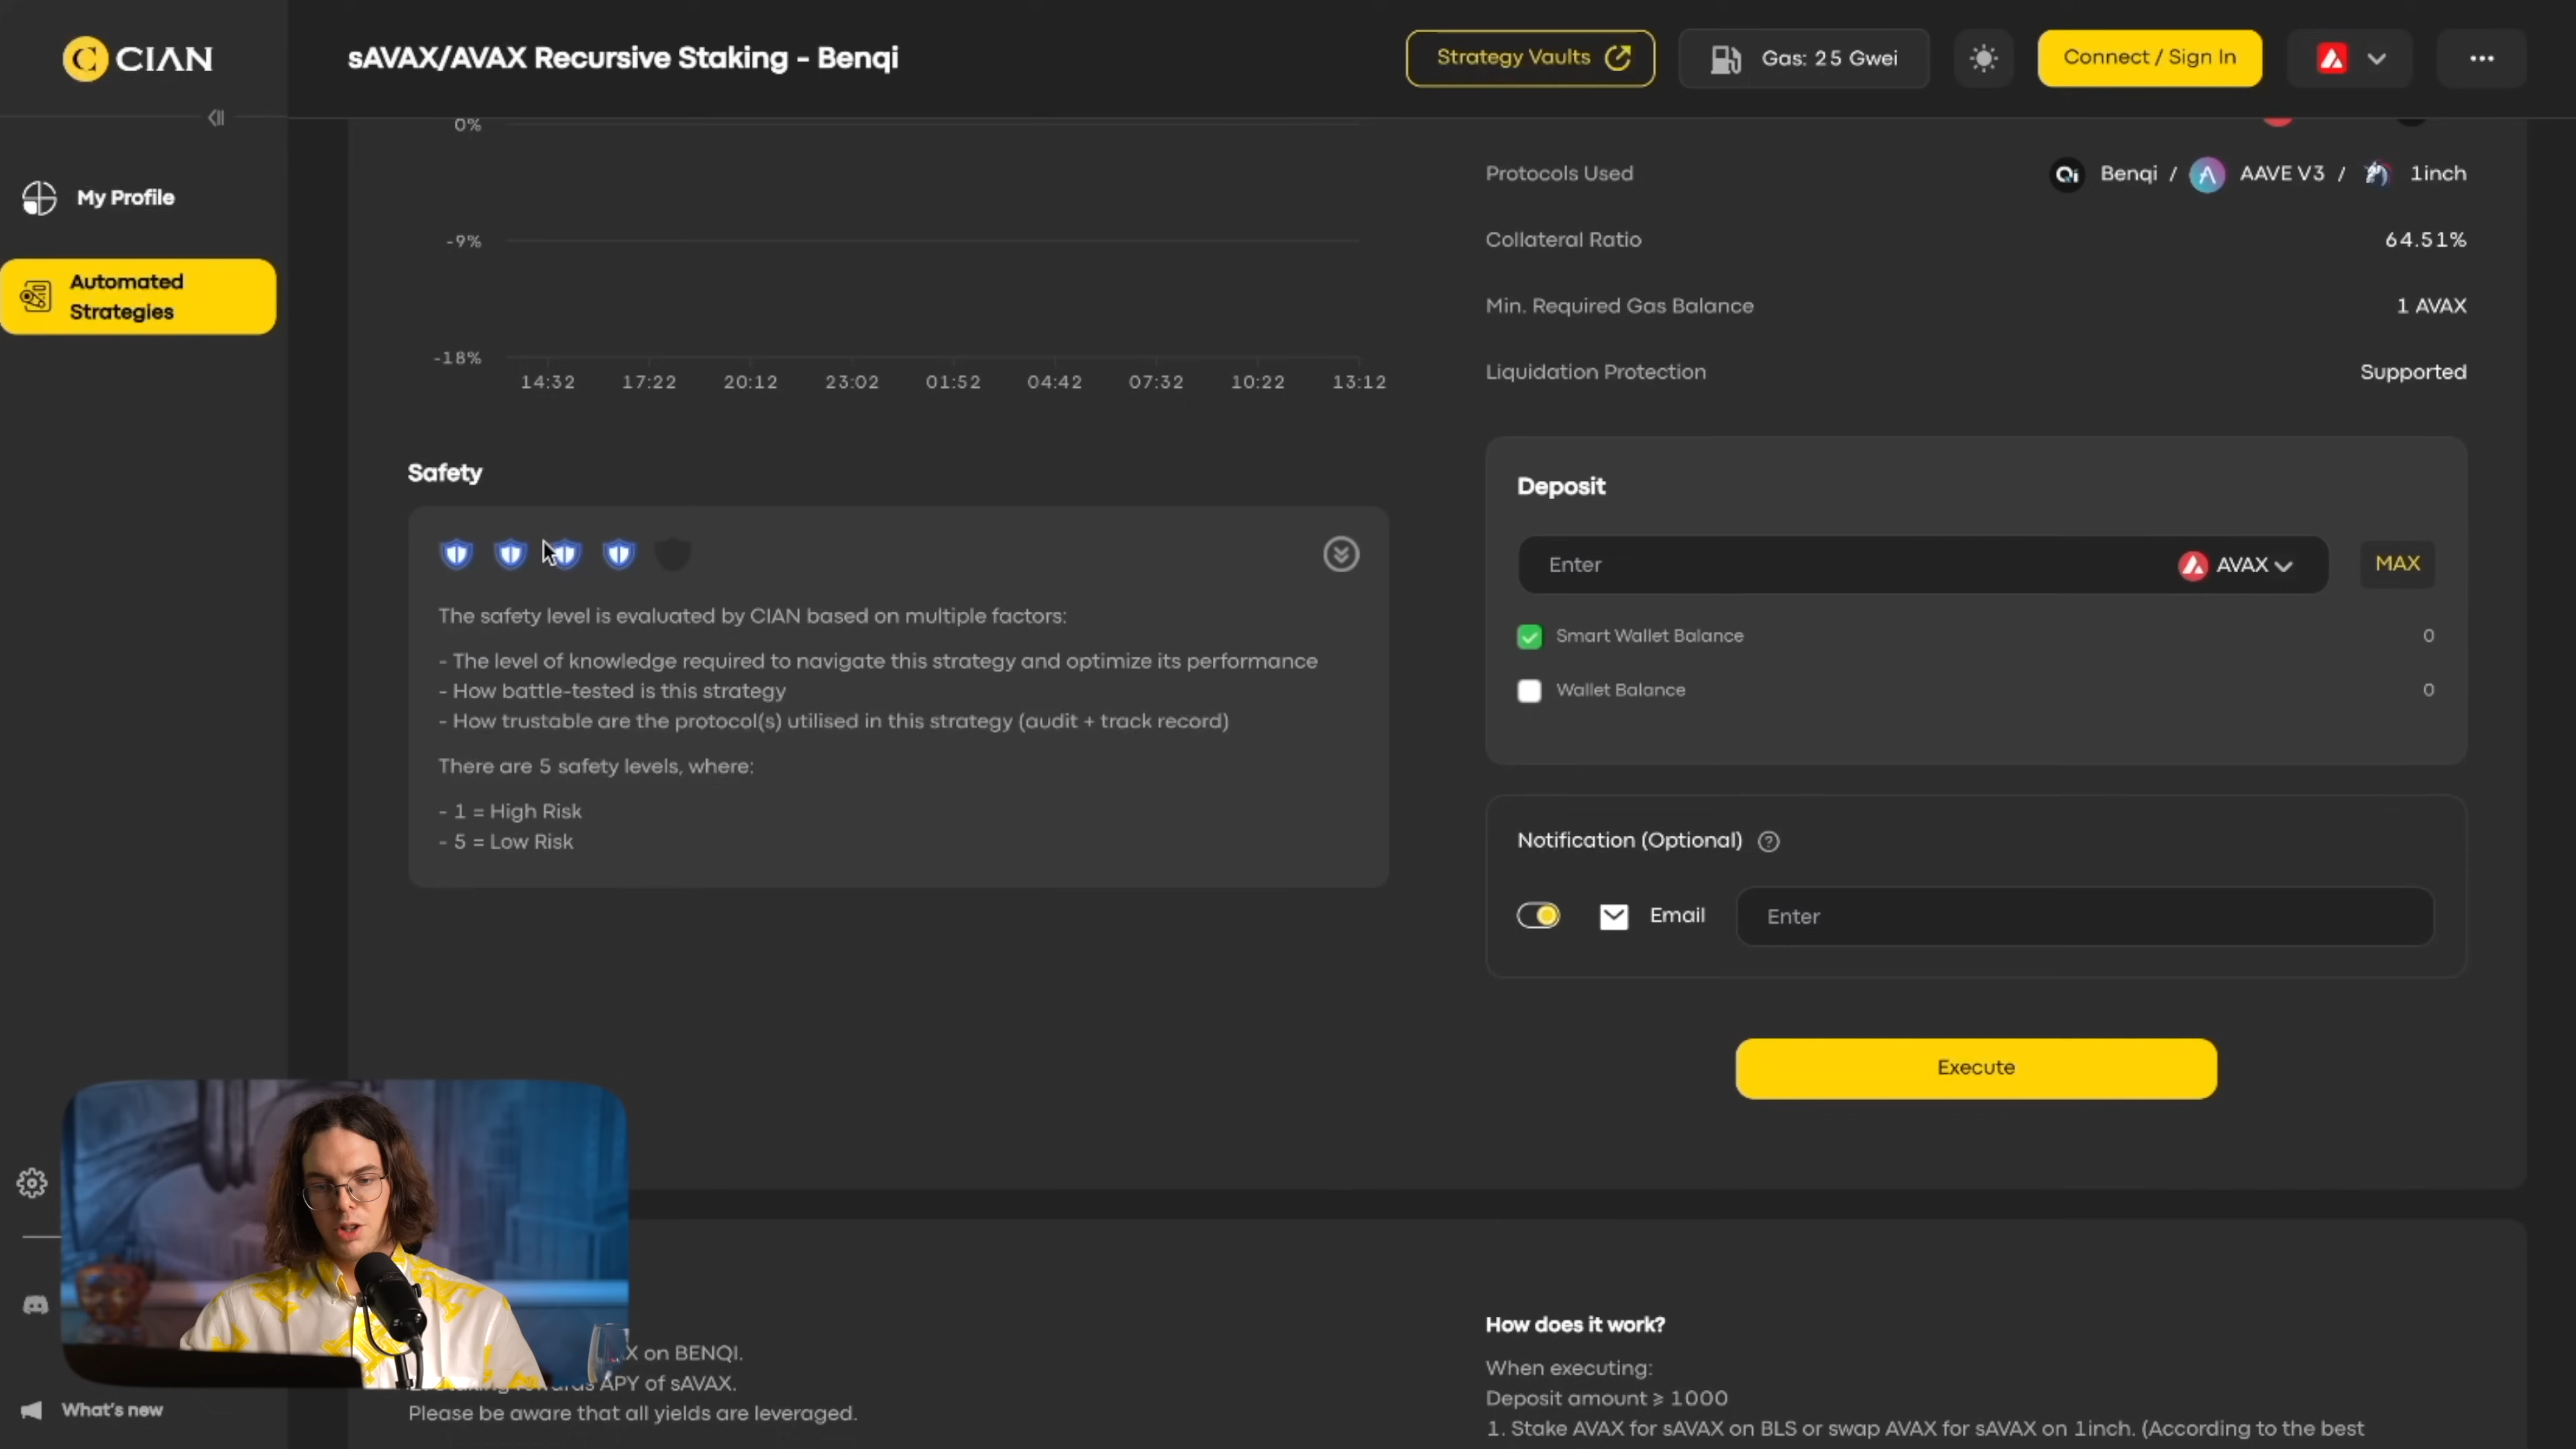 CIAN
sAVAX/AVAX Recursive Staking - Benqi
Strategy Vaults
Gas: 25 Gwei
Connect / Sign In
My Profile
Automated
Strategies
What's new
0%
-9%
-18%
14:32 17:22 20:12 23:02 01:52 04:42 07:32 10:22 13:12
Safety
The safety level is evaluated by CIAN based on multiple factors:
- The level of knowledge required to navigate this strategy and optimize its performance
- How battle-tested is this strategy
- How trustable are the protocol(s) utilised in this strategy (audit + track record)
There are 5 safety levels, where:
- 1 = High Risk
- 5 = Low Risk
Protocols Used
Benqi / AAVE V3 / 1inch
Collateral Ratio
64.51%
Min. Required Gas Balance
1 AVAX
Liquidation Protection
Supported
Deposit
Enter
AVAX
MAX
Smart Wallet Balance
0
Wallet Balance
0
Notification (Optional)
Email
Enter
Execute
X on BENQI.
APY of sAVAX.
Please be aware that all yields are leveraged.
How does it work?
When executing:
Deposit amount ≥ 1000
1. Stake AVAX for sAVAX on BLS or swap AVAX for sAVAX on 1inch. (According to the best